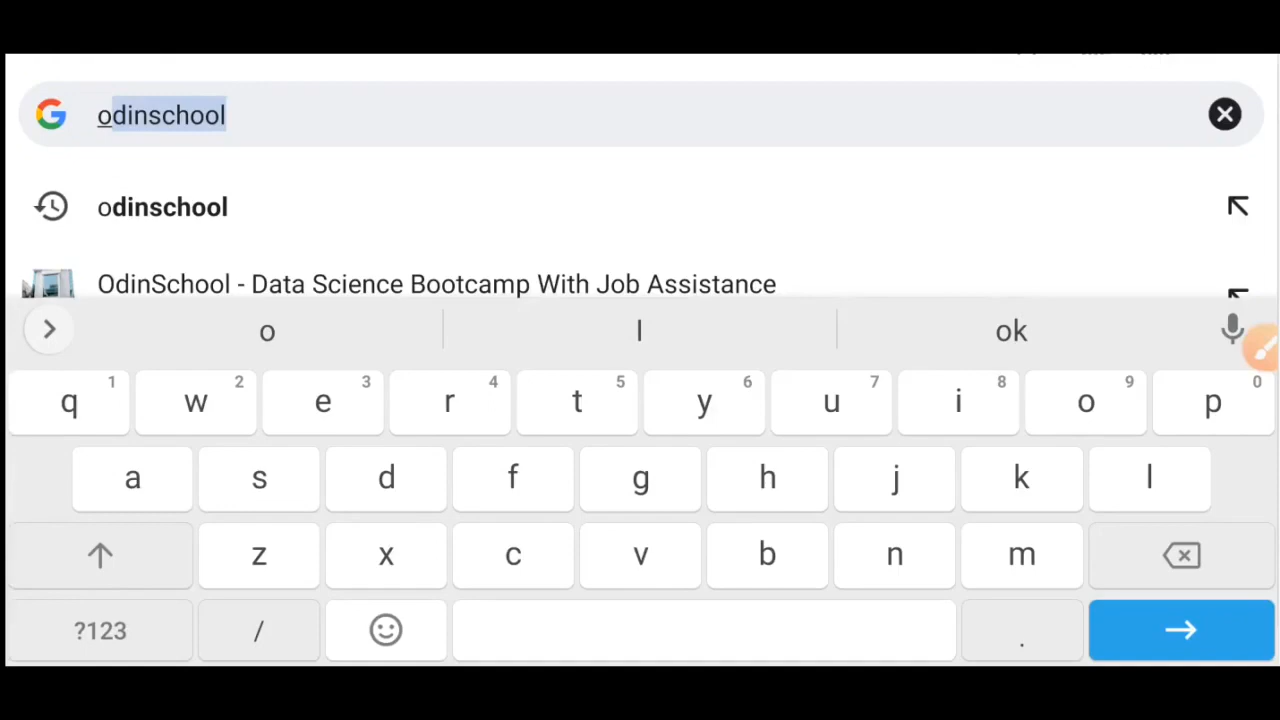 odinschool
odinschool
OdinSchool - Data Science Bootcamp With Job Assistance
o I ok
1 2 3 4 5 6 7 8 9 0
q w e r t y u i o p
a s d f g h j k l
z x c v b n m
?123 / .